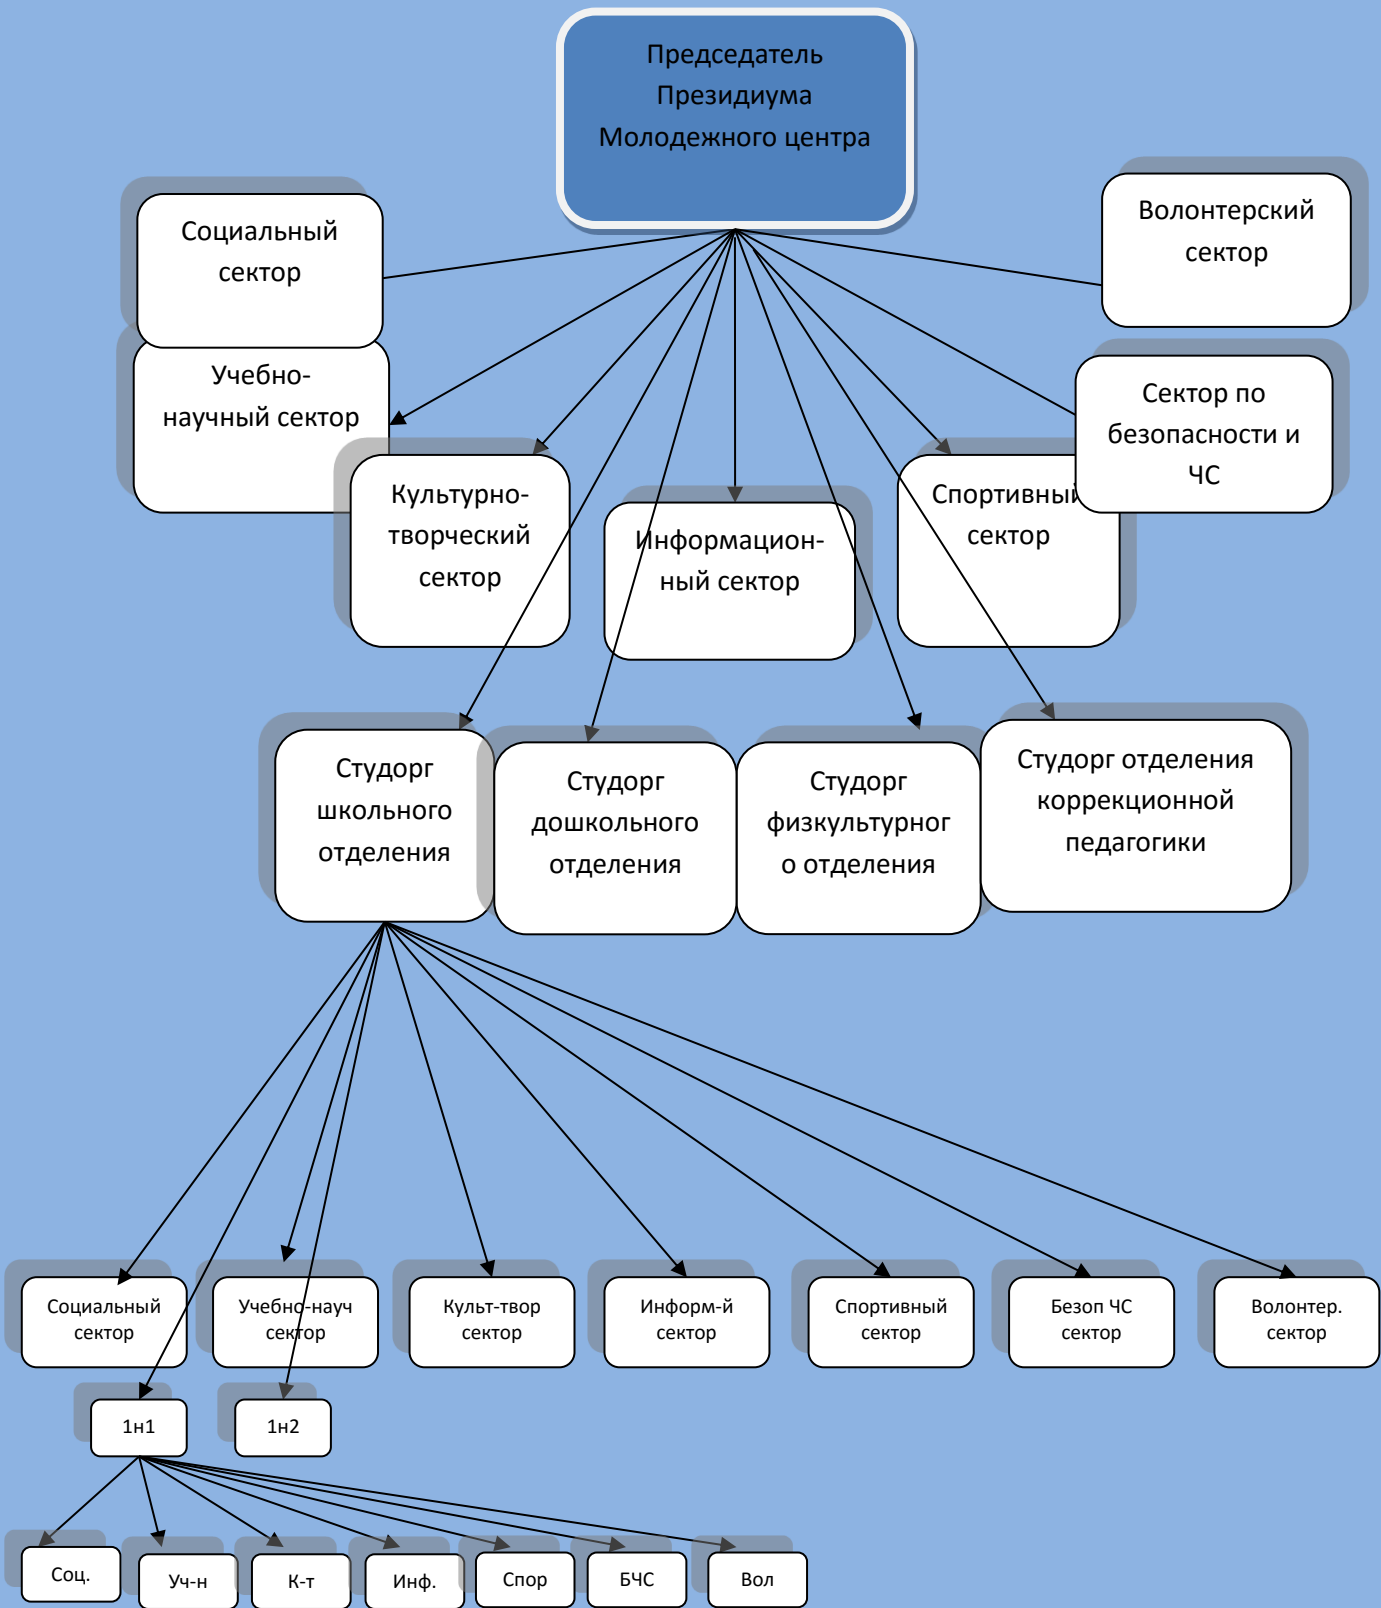 Председатель
Президиума
Молодежного центра
Социальный
сектор
Волонтерский
сектор
Учебно-
научный сектор
Сектор по
безопасности и
ЧС
Культурно-
творческий
сектор
Информацион-
ный сектор
Спортивный
сектор
Студорг
школьного
отделения
Студорг
дошкольного
отделения
Студорг
физкультурног
о отделения
Студорг отделения
коррекционной
педагогики
Социальный
сектор
Учебно-науч
сектор
Культ-твор
сектор
Информ-й
сектор
Спортивный
сектор
Безоп ЧС
сектор
Волонтер.
сектор
1н1
1н2
Соц.
Уч-н
К-т
Инф.
Спор
БЧС
Вол